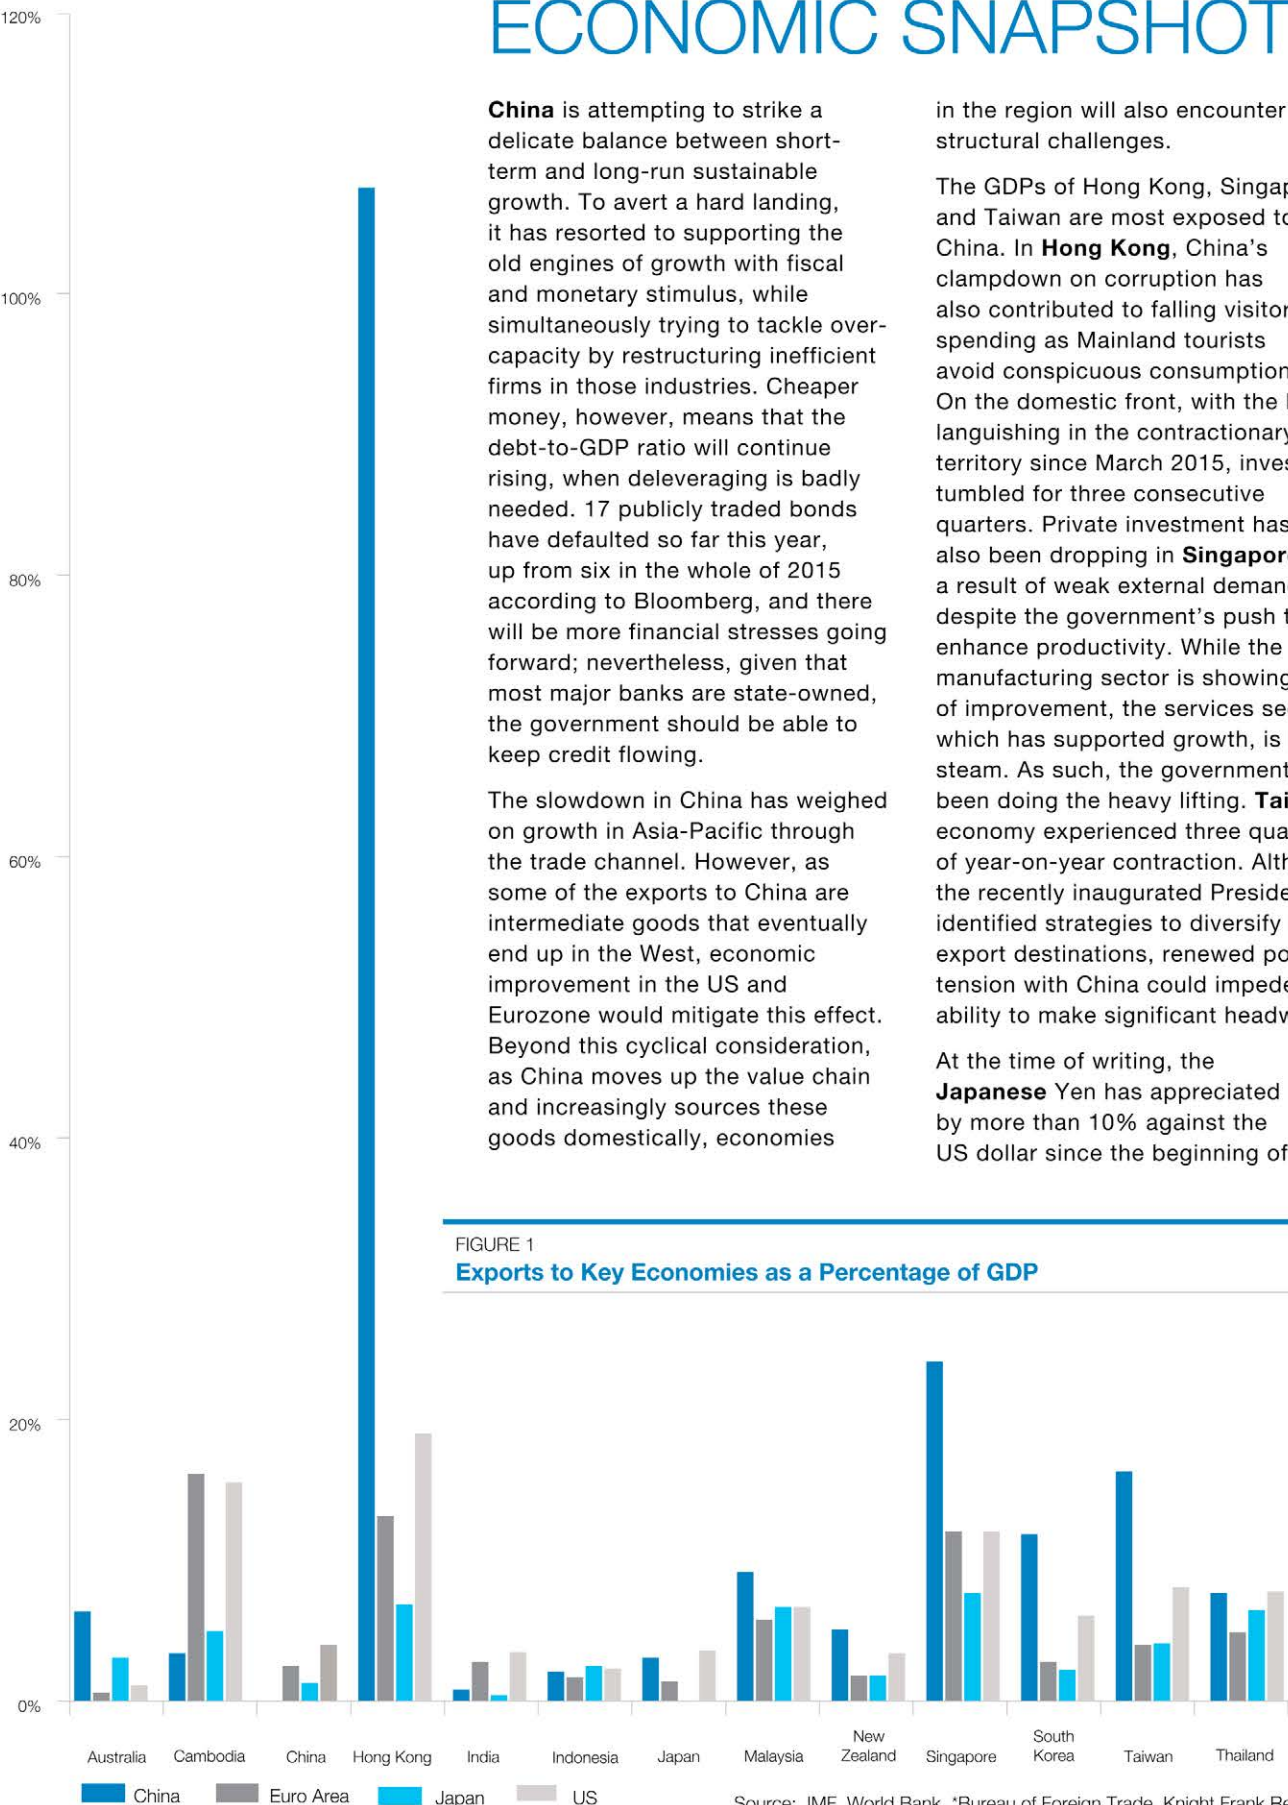 ECONOMIC SNAPSHOT
China is attempting to strike a
delicate balance between short-
term and long-run sustainable
growth. To avert a hard landing,
it has resorted to supporting the
old engines of growth with fiscal
and monetary stimulus, while
simultaneously trying to tackle over-
capacity by restructuring inefficient
firms in those industries. Cheaper
money, however, means that the
debt-to-GDP ratio will continue
rising, when deleveraging is badly
needed. 17 publicly traded bonds
have defaulted so far this year,
up from six in the whole of 2015
according to Bloomberg, and there
will be more financial stresses going
forward; nevertheless, given that
most major banks are state-owned,
the government should be able to
keep credit flowing.
The slowdown in China has weighed
on growth in Asia-Pacific through
the trade channel. However, as
some of the exports to China are
intermediate goods that eventually
end up in the West, economic
improvement in the US and
Eurozone would mitigate this effect.
Beyond this cyclical consideration,
as China moves up the value chain
and increasingly sources these
goods domestically, economies
in the region will also encounter
structural challenges.
The GDPs of Hong Kong,
and Taiwan are most exposed
China. In Hong Kong, China's
clampdown on corruption has
also contributed to falling visitor
spending as Mainland tourists
avoid conspicuous consumption
On the domestic front, with the
languishing in the contractionary
territory since March 2015,
tumbled for three consecutive
quarters. Private investment has
also been dropping in Singapore
a result of weak external
despite the government's push
enhance productivity. While the
manufacturing sector is showing
of improvement, the services
which has supported growth, is
steam. As such, the government
been doing the heavy lifting.
economy experienced three
of year-on-year contraction.
the recently inaugurated
identified strategies to diversify
export destinations, renewed
tension with China could impede
ability to make significant
At the time of writing, the
Japanese Yen has appreciated
by more than 10% against the
US dollar since the beginning of
FIGURE 1
Exports to Key Economies as a Percentage of GDP
120%
100%
80%
60%
40%
20%
0%
Australia Cambodia China Hong Kong India Indonesia Japan Malaysia New Zealand Singapore South Korea Taiwan Thailand
China Euro Area Japan US
Source: IMF, World Bank, *Bureau of Foreign Trade, Knight Frank